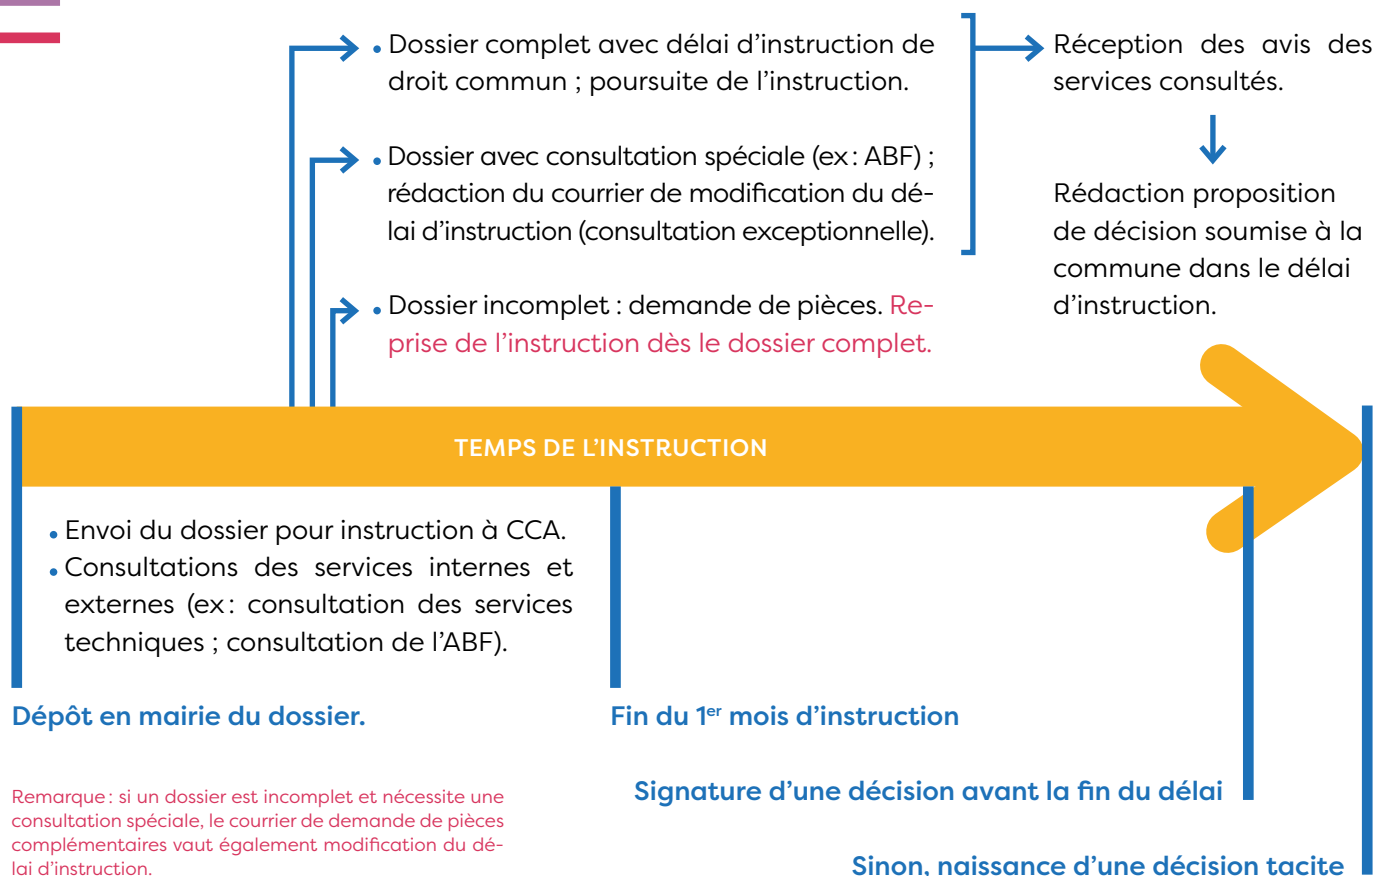 • Dossier complet avec délai d’instruction de
droit commun ; poursuite de l’instruction.
• Dossier avec consultation spéciale (ex : ABF) ;
rédaction du courrier de modification du dé-
lai d’instruction (consultation exceptionnelle).
• Dossier incomplet : demande de pièces. Re-
prise de l’instruction dès le dossier complet.
Réception des avis des
services consultés.
Rédaction proposition
de décision soumise à la
commune dans le délai
d’instruction.
TEMPS DE L’INSTRUCTION
• Envoi du dossier pour instruction à CCA.
• Consultations des services internes et
externes (ex : consultation des services
techniques ; consultation de l’ABF).
Dépôt en mairie du dossier.
Fin du 1er mois d’instruction
Signature d’une décision avant la fin du délai
Sinon, naissance d’une décision tacite
Remarque : si un dossier est incomplet et nécessite une
consultation spéciale, le courrier de demande de pièces
complémentaires vaut également modification du dé-
lai d’instruction.